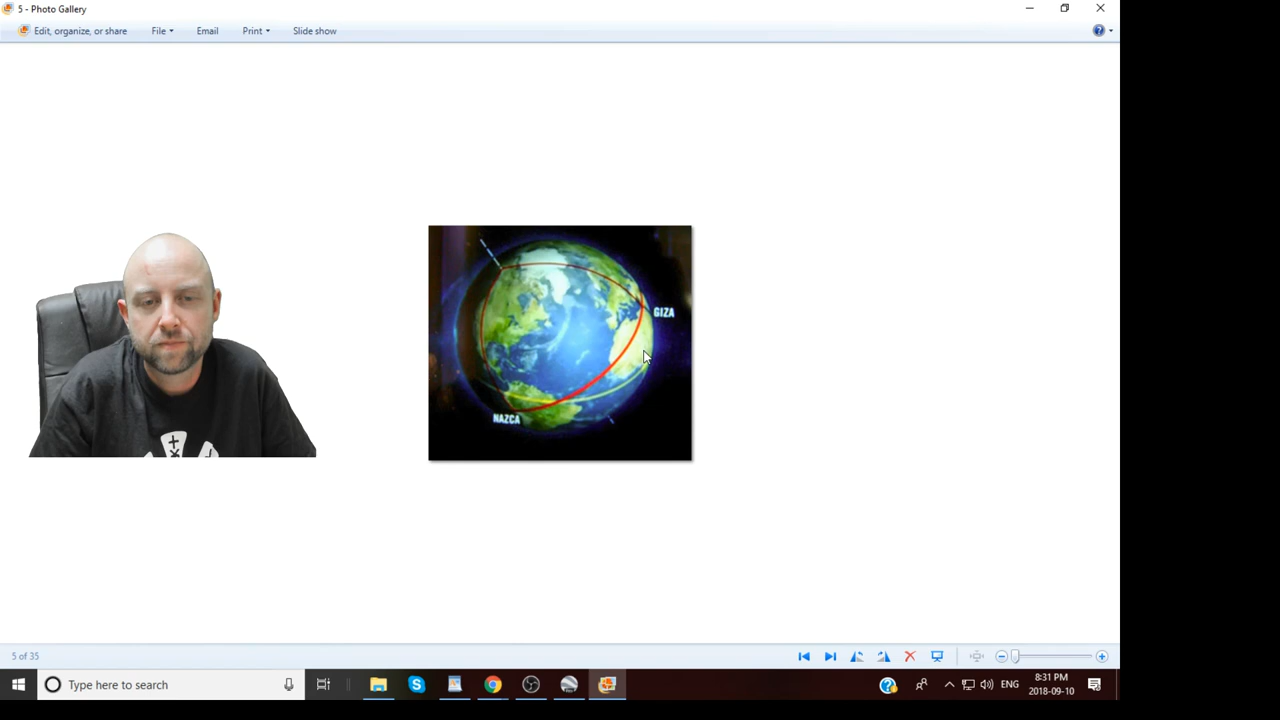 5 - Photo Gallery
Edit, organize, or share
File
Email
Print
Slide show
GIZA
NAZCA
5 of 35
Type here to search
ENG
8:31 PM
2018-09-10